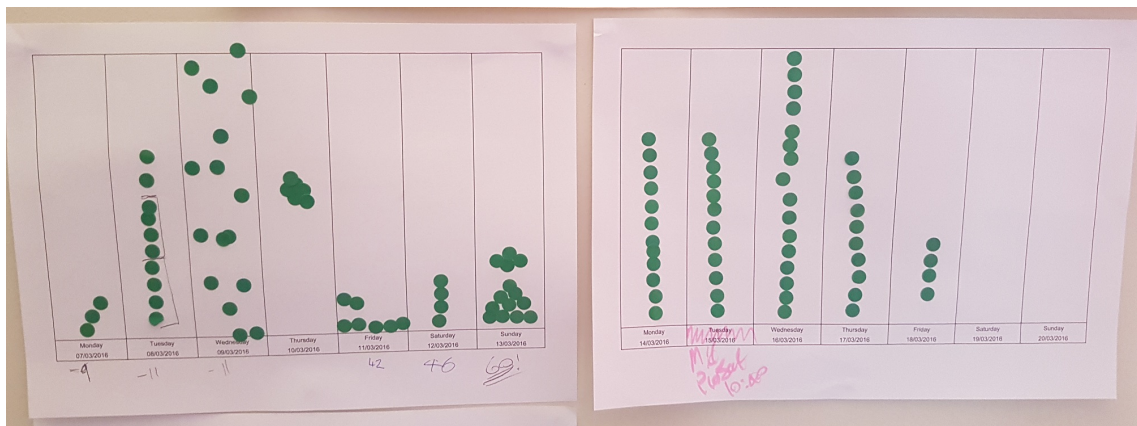 Monday Tuesday Wednesday Thursday Friday Saturday Sunday
07/03/2016 08/03/2016 09/03/2016 10/03/2016 11/03/2016 12/03/2016 13/03/2016
-9 -11 -11 42 46 60!
Monday Tuesday Wednesday Thursday Friday Saturday Sunday
14/03/2016 15/03/2016 16/03/2016 17/03/2016 18/03/2016 19/03/2016 20/03/2016
10:00